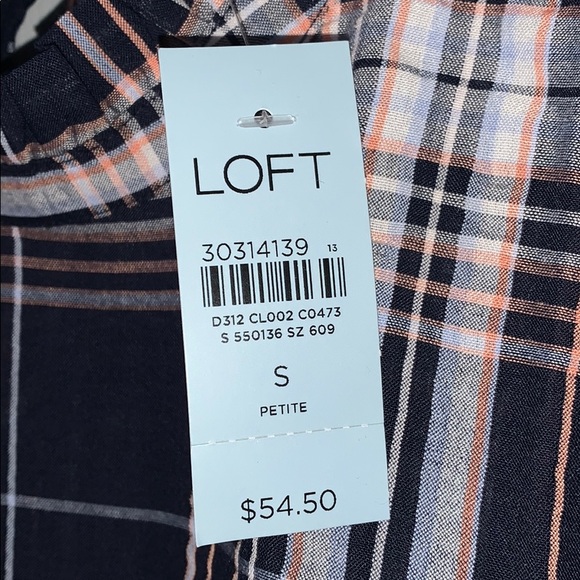 LOFT
30314139 13
D312 CL002 C0473
S 550136 SZ 609
S
PETITE
$54.50